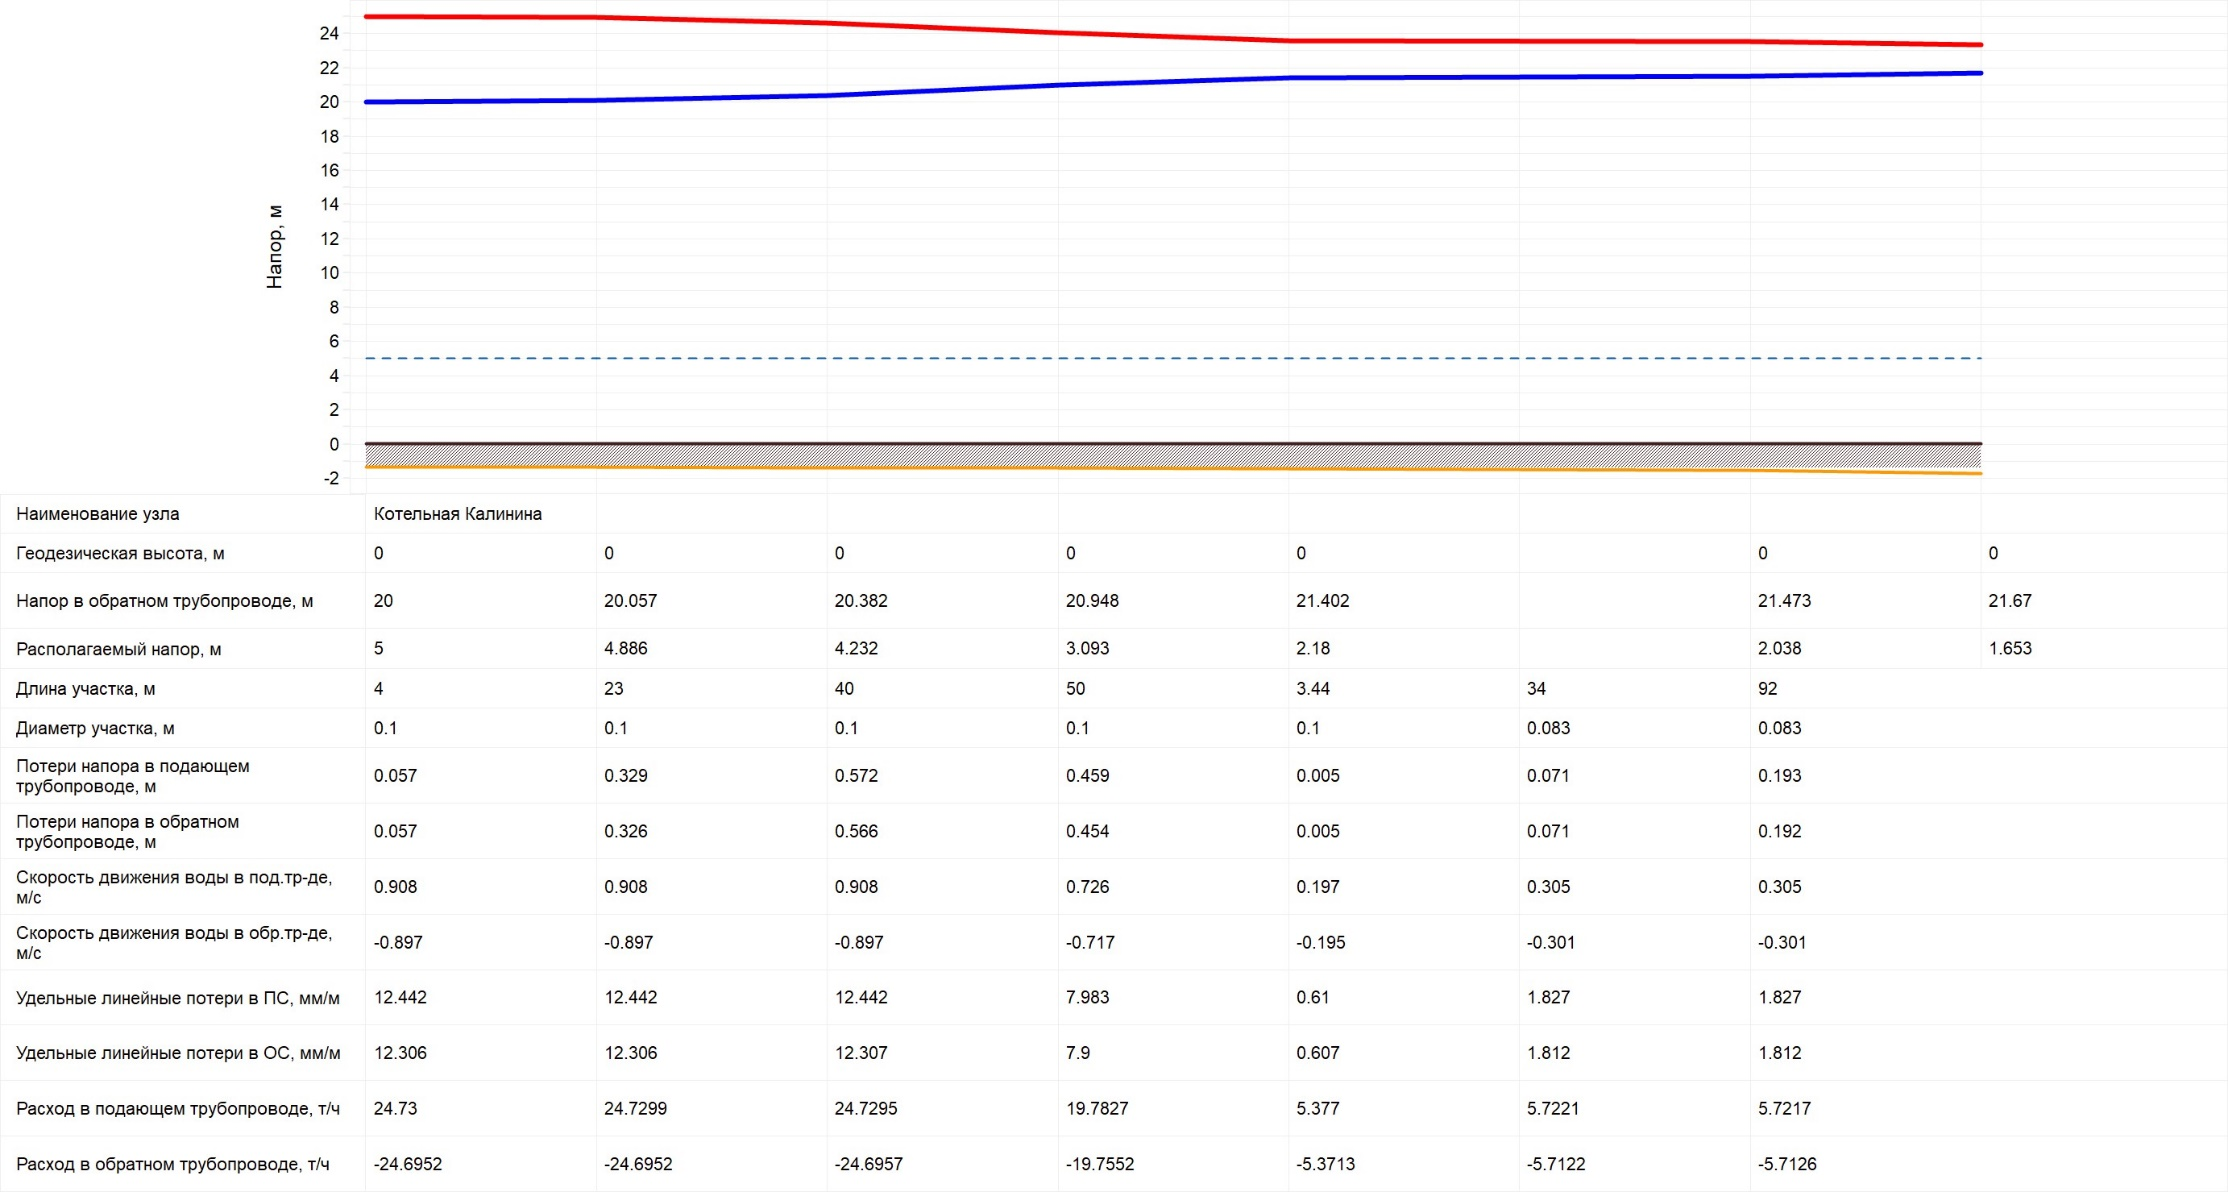 24
22
20
18
16
14
12
10
8
6
4
2
0
-2
Напор, м
Наименование узла Котельная Калинина
Геодезическая высота, м 0 0 0 0 0 0 0
Напор в обратном трубопроводе, м 20 20.057 20.382 20.948 21.402 21.473 21.67
Располагаемый напор, м 5 4.886 4.232 3.093 2.18 2.038 1.653
Длина участка, м 4 23 40 50 3.44 34 92
Диаметр участка, м 0.1 0.1 0.1 0.1 0.1 0.083 0.083
Потери напора в подающем
трубопроводе, м 0.057 0.329 0.572 0.459 0.005 0.071 0.193
Потери напора в обратном
трубопроводе, м 0.057 0.326 0.566 0.454 0.005 0.071 0.192
Скорость движения воды в под.тр-де,
м/с 0.908 0.908 0.908 0.726 0.197 0.305 0.305
Скорость движения воды в обр.тр-де,
м/с -0.897 -0.897 -0.897 -0.717 -0.195 -0.301 -0.301
Удельные линейные потери в ПС, мм/м 12.442 12.442 12.442 7.983 0.61 1.827 1.827
Удельные линейные потери в ОС, мм/м 12.306 12.306 12.307 7.9 0.607 1.812 1.812
Расход в подающем трубопроводе, т/ч 24.73 24.7299 24.7295 19.7827 5.377 5.7221 5.7217
Расход в обратном трубопроводе, т/ч -24.6952 -24.6952 -24.6957 -19.7552 -5.3713 -5.7122 -5.7126